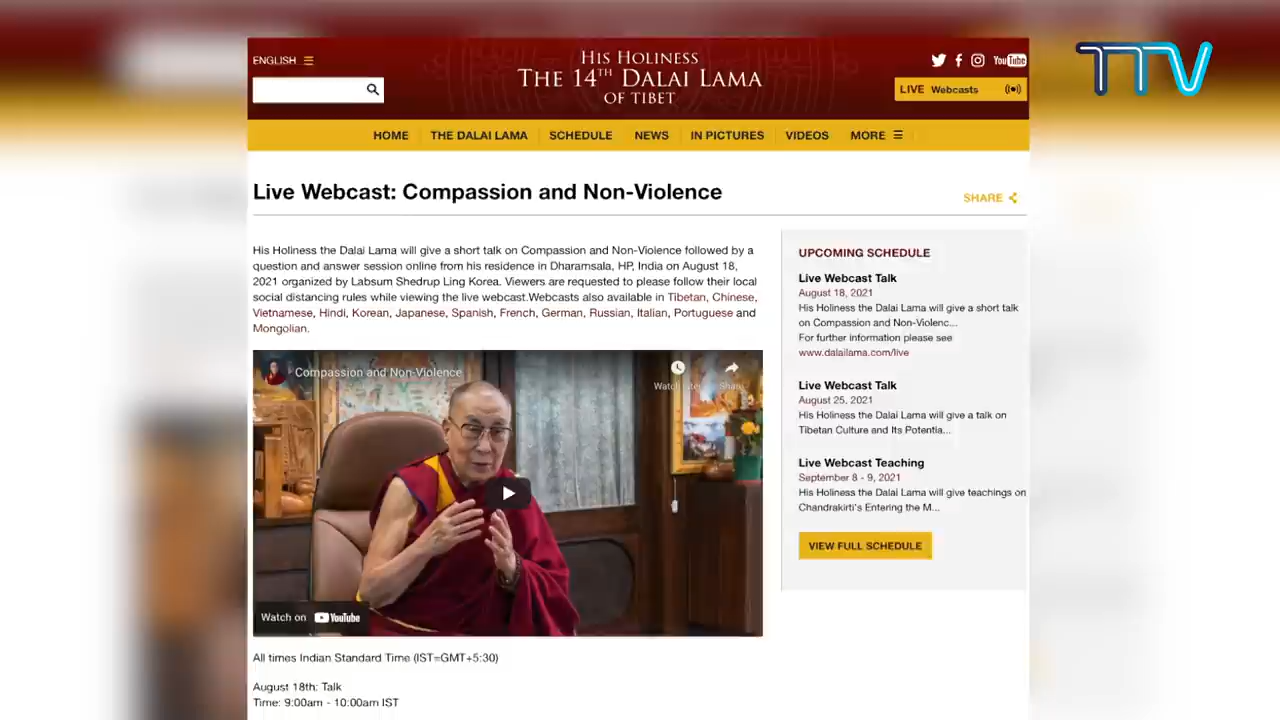 ENGLISH
HIS HOLINESS
THE 14TH DALAI LAMA
OF TIBET
YouTube
TTV
LIVE Webcasts
HOME THE DALAI LAMA SCHEDULE NEWS IN PICTURES VIDEOS MORE
Live Webcast: Compassion and Non-Violence
SHARE
His Holiness the Dalai Lama will give a short talk on Compassion and Non-Violence followed by a
question and answer session online from his residence in Dharamsala, HP, India on August 18,
2021 organized by Labsum Shedrup Ling Korea. Viewers are requested to please follow their local
social distancing rules while viewing the live webcast.Webcasts also available in Tibetan, Chinese,
Vietnamese, Hindi, Korean, Japanese, Spanish, French, German, Russian, Italian, Portuguese and
Mongolian.
Compassion and Non-Violence
Watch later Share
Watch on YouTube
All times Indian Standard Time (IST=GMT+5:30)
August 18th: Talk
Time: 9:00am - 10:00am IST
UPCOMING SCHEDULE
Live Webcast Talk
August 18, 2021
His Holiness the Dalai Lama will give a short talk
on Compassion and Non-Violenc...
For further information please see
www.dalailama.com/live
Live Webcast Talk
August 25, 2021
His Holiness the Dalai Lama will give a talk on
Tibetan Culture and Its Potentia...
Live Webcast Teaching
September 8 - 9, 2021
His Holiness the Dalai Lama will give teachings on
Chandrakirti's Entering the M...
VIEW FULL SCHEDULE